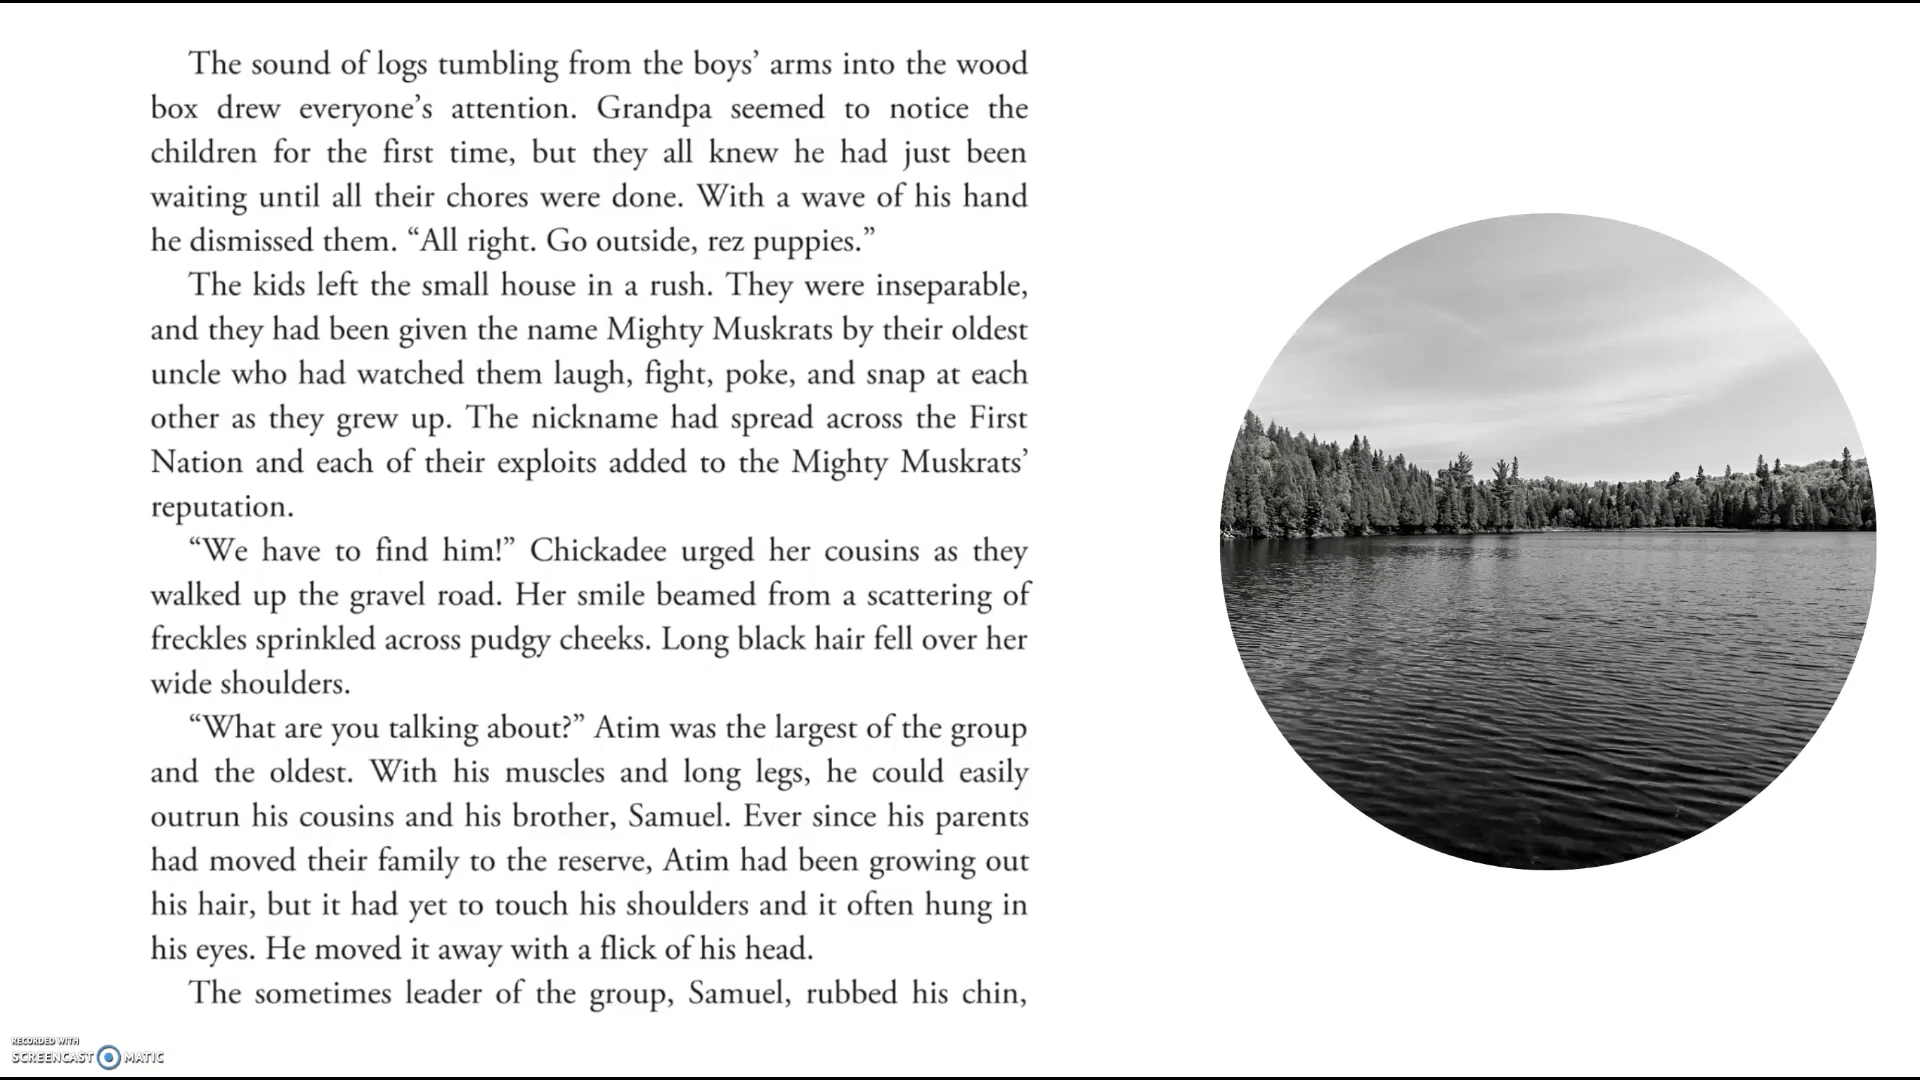 The sound of logs tumbling from the boys’ arms into the wood
box drew everyone’s attention. Grandpa seemed to notice the
children for the first time, but they all knew he had just been
waiting until all their chores were done. With a wave of his hand
he dismissed them. “All right. Go outside, rez puppies.”
The kids left the small house in a rush. They were inseparable,
and they had been given the name Mighty Muskrats by their oldest
uncle who had watched them laugh, fight, poke, and snap at each
other as they grew up. The nickname had spread across the First
Nation and each of their exploits added to the Mighty Muskrats’
reputation.
“We have to find him!” Chickadee urged her cousins as they
walked up the gravel road. Her smile beamed from a scattering of
freckles sprinkled across pudgy cheeks. Long black hair fell over her
wide shoulders.
“What are you talking about?” Atim was the largest of the group
and the oldest. With his muscles and long legs, he could easily
outrun his cousins and his brother, Samuel. Ever since his parents
had moved their family to the reserve, Atim had been growing out
his hair, but it had yet to touch his shoulders and it often hung in
his eyes. He moved it away with a flick of his head.
The sometimes leader of the group, Samuel, rubbed his chin,
RECORDED WITH
SCREENCAST MATIC